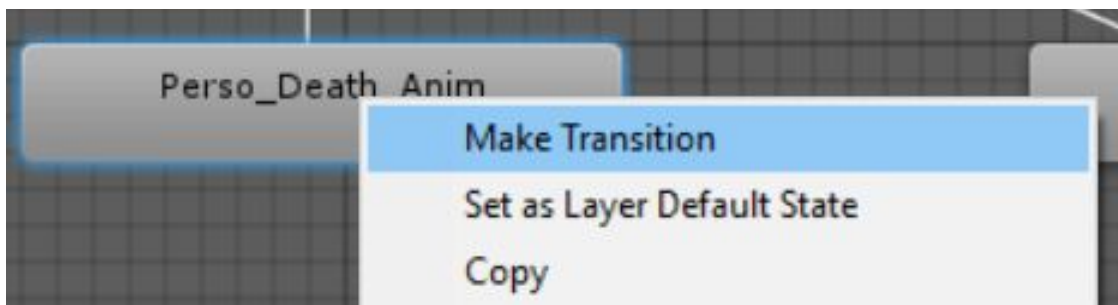 Perso_Death_Anim
Make Transition
Set as Layer Default State
Copy